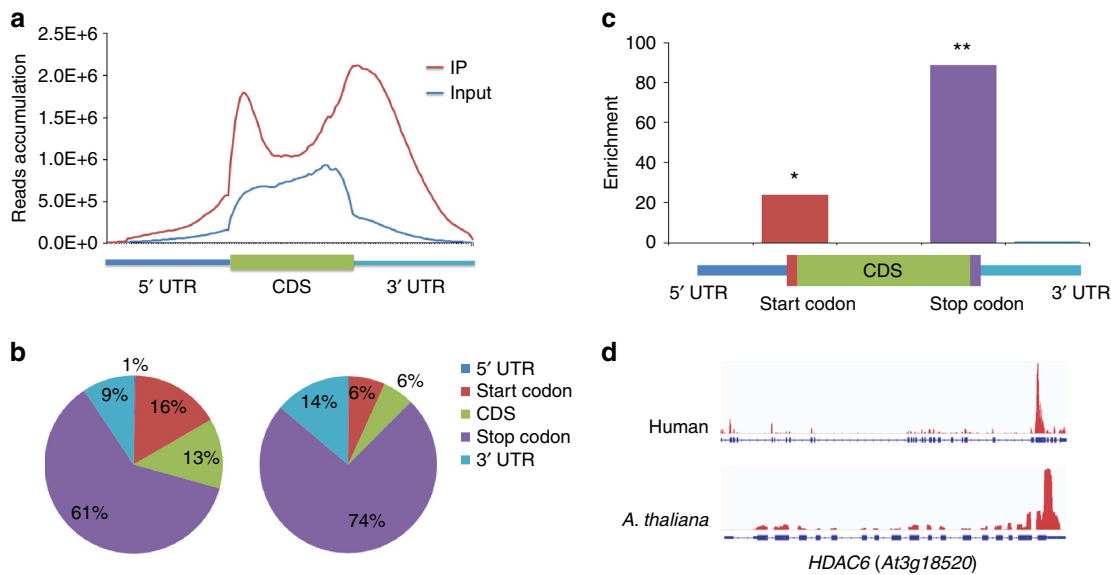 a
2.5E+6
2.0E+6
1.5E+6
1.0E+6
5.0E+5
0.0E+0
Reads accumulation
IP
Input
5′ UTR
CDS
3′ UTR
b
1%
9%
16%
13%
61%
6%
6%
14%
74%
5′ UTR
Start codon
CDS
Stop codon
3′ UTR
c
100
80
60
40
20
0
Enrichment
*
**
CDS
5′ UTR
3′ UTR
Start codon
Stop codon
d
Human
A. thaliana
HDAC6 (At3g18520)